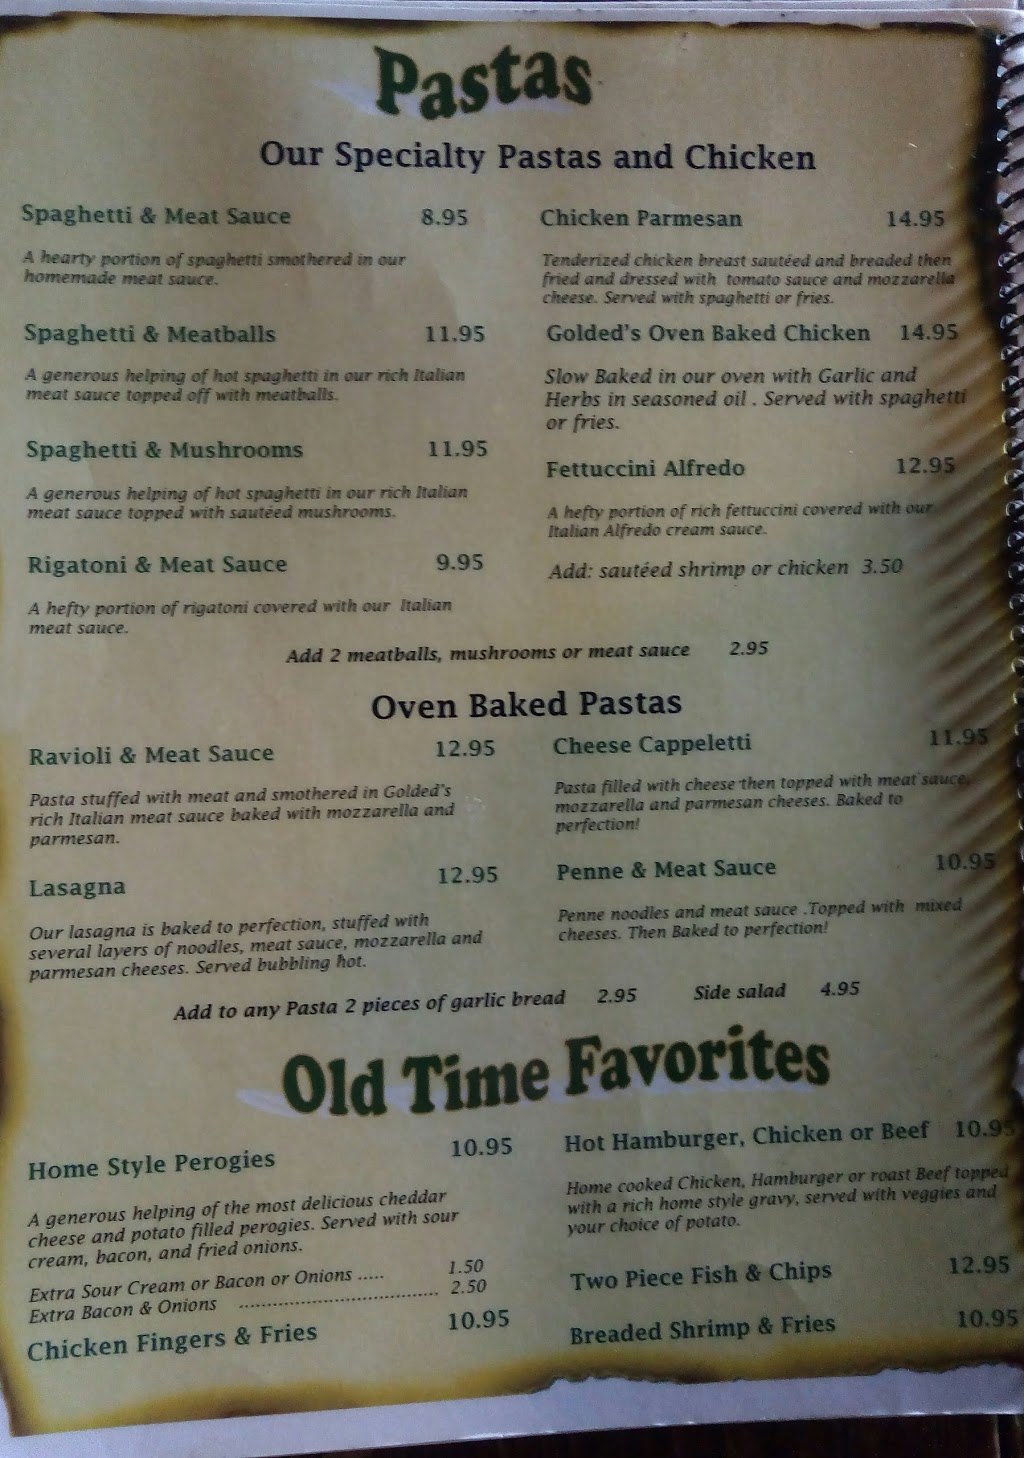 Pastas
Our Specialty Pastas and Chicken
Spaghetti & Meat Sauce 8.95
A hearty portion of spaghetti smothered in our
homemade meat sauce.
Spaghetti & Meatballs 11.95
A generous helping of hot spaghetti in our rich Italian
meat sauce topped off with meatballs.
Spaghetti & Mushrooms 11.95
A generous helping of hot spaghetti in our rich Italian
meat sauce topped with sautéed mushrooms.
Rigatoni & Meat Sauce 9.95
A hefty portion of rigatoni covered with our Italian
meat sauce.
Chicken Parmesan 14.95
Tenderized chicken breast sautéed and breaded then
fried and dressed with tomato sauce and mozzarella
cheese. Served with spaghetti or fries.
Golded's Oven Baked Chicken 14.95
Slow Baked in our oven with Garlic and
Herbs in seasoned oil . Served with spaghetti
or fries.
Fettuccini Alfredo 12.95
A hefty portion of rich fettuccini covered with our
Italian Alfredo cream sauce.
Add: sautéed shrimp or chicken 3.50
Add 2 meatballs, mushrooms or meat sauce 2.95
Oven Baked Pastas
Ravioli & Meat Sauce 12.95
Pasta stuffed with meat and smothered in Golded's
rich Italian meat sauce baked with mozzarella and
parmesan.
Lasagna 12.95
Our lasagna is baked to perfection, stuffed with
several layers of noodles, meat sauce, mozzarella and
parmesan cheeses. Served bubbling hot.
Cheese Cappeletti 11.95
Pasta filled with cheese then topped with meat sauce,
mozzarella and parmesan cheeses. Baked to
perfection!
Penne & Meat Sauce 10.95
Penne noodles and meat sauce .Topped with mixed
cheeses. Then Baked to perfection!
Add to any Pasta 2 pieces of garlic bread 2.95 Side salad 4.95
Old Time Favorites
Home Style Perogies 10.95
A generous helping of the most delicious cheddar
cheese and potato filled perogies. Served with sour
cream, bacon, and fried onions.
Extra Sour Cream or Bacon or Onions ..... 1.50
Extra Bacon & Onions ................................... 2.50
Chicken Fingers & Fries 10.95
Hot Hamburger, Chicken or Beef 10.95
Home cooked Chicken, Hamburger or roast Beef topped
with a rich home style gravy, served with veggies and
your choice of potato.
Two Piece Fish & Chips 12.95
Breaded Shrimp & Fries 10.95